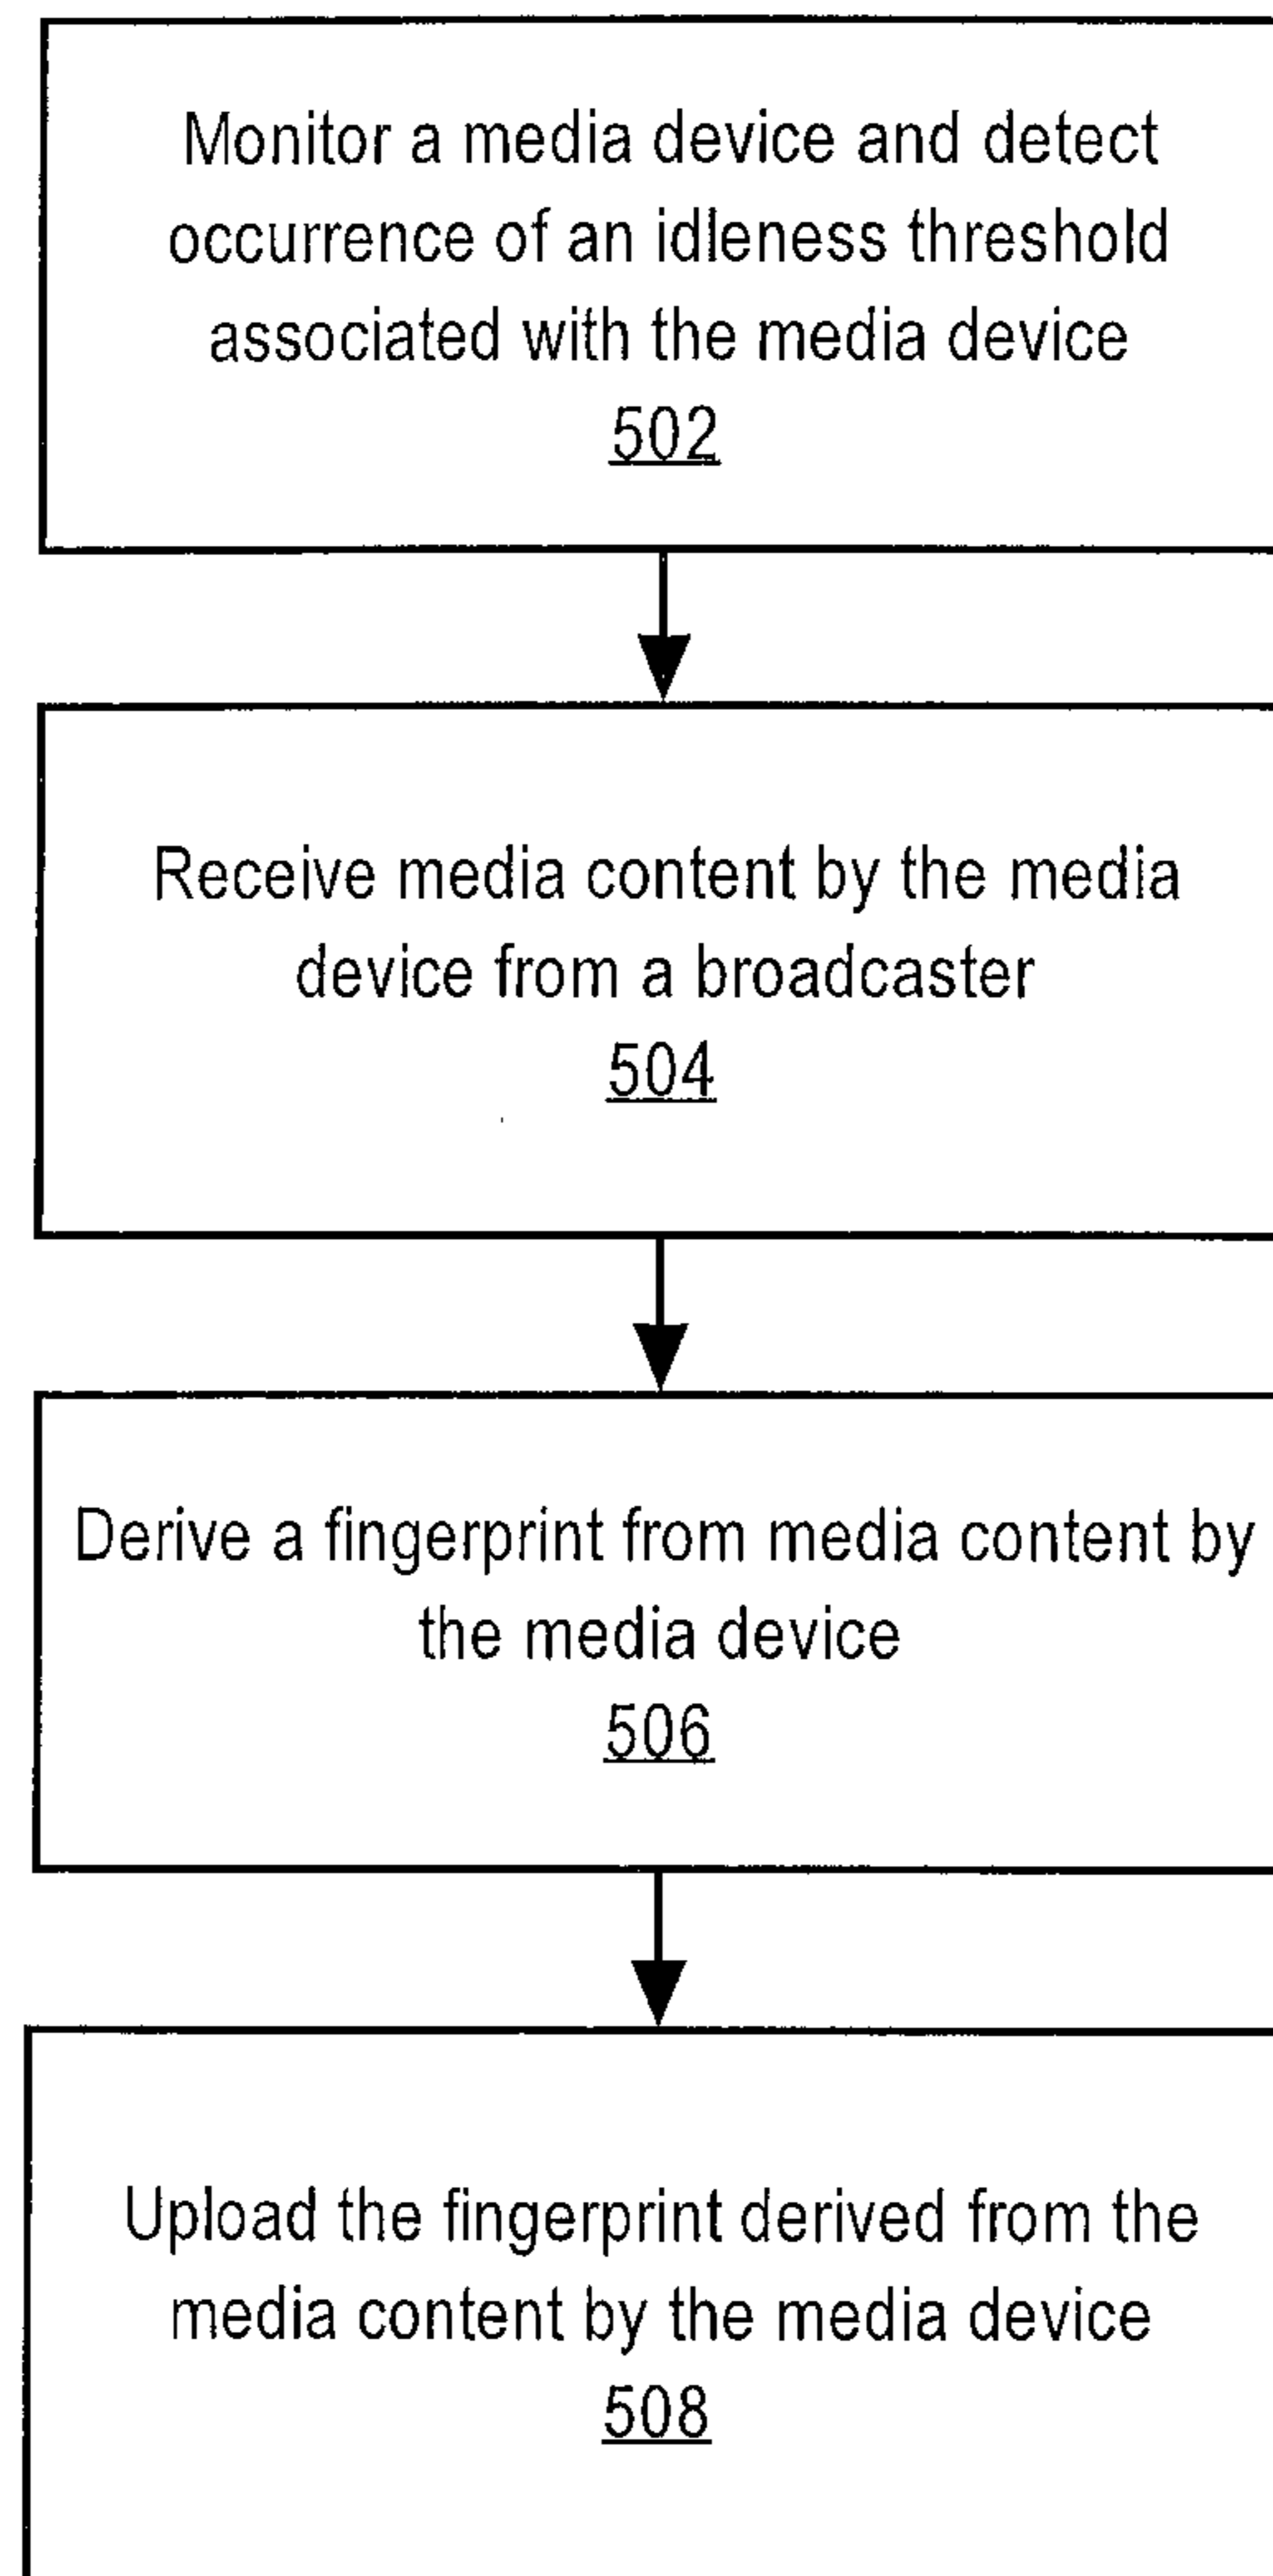 Monitor a media device and detect
occurrence of an idleness threshold
associated with the media device
502
Receive media content by the media
device from a broadcaster
504
Derive a fingerprint from media content by
the media device
506
Upload the fingerprint derived from the
media content by the media device
508